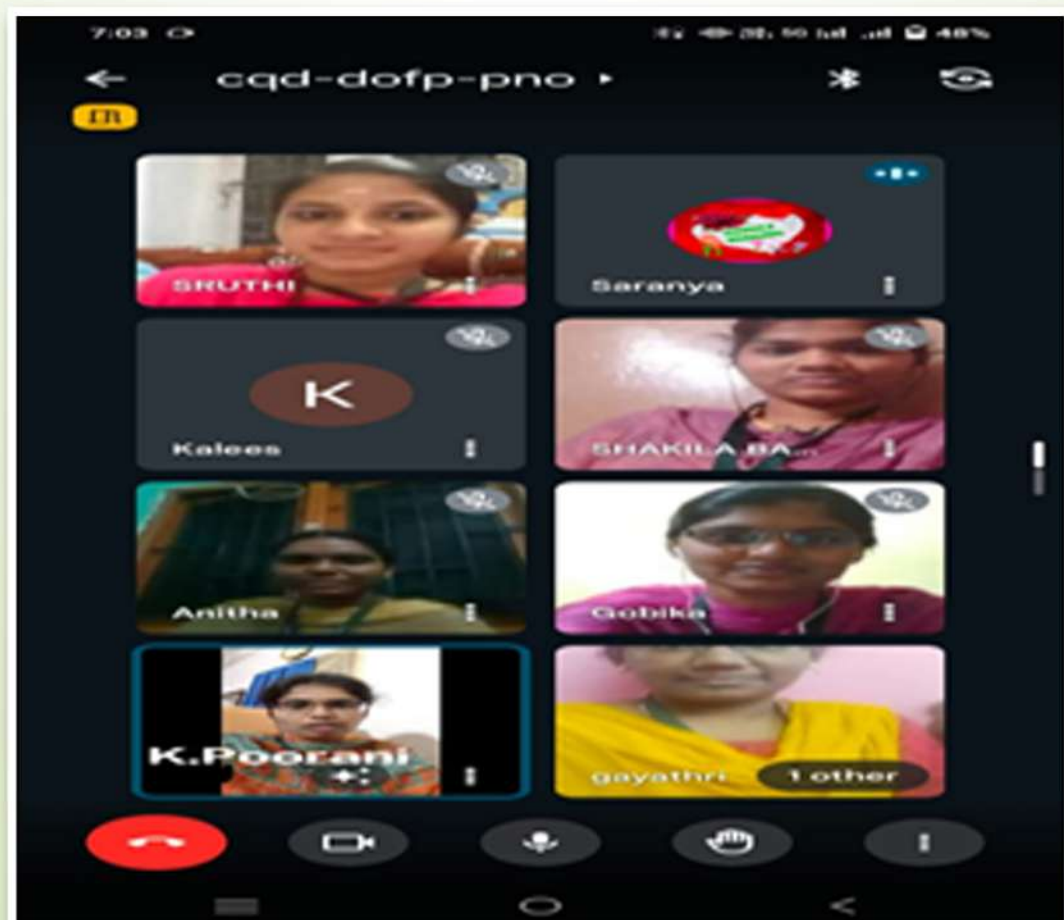 7:03 48%
cqd-dofp-pno
SRUTHI
Saranya
K
Kalees
SHAKILA BA...
Anitha
Gobika
K.Poorani
gayathri 1 other